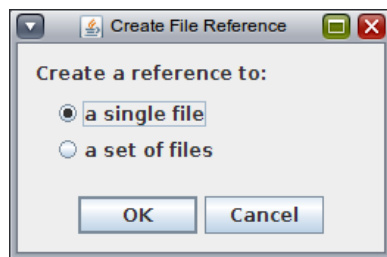 Create File Reference
Create a reference to:
a single file
a set of files
OK
Cancel